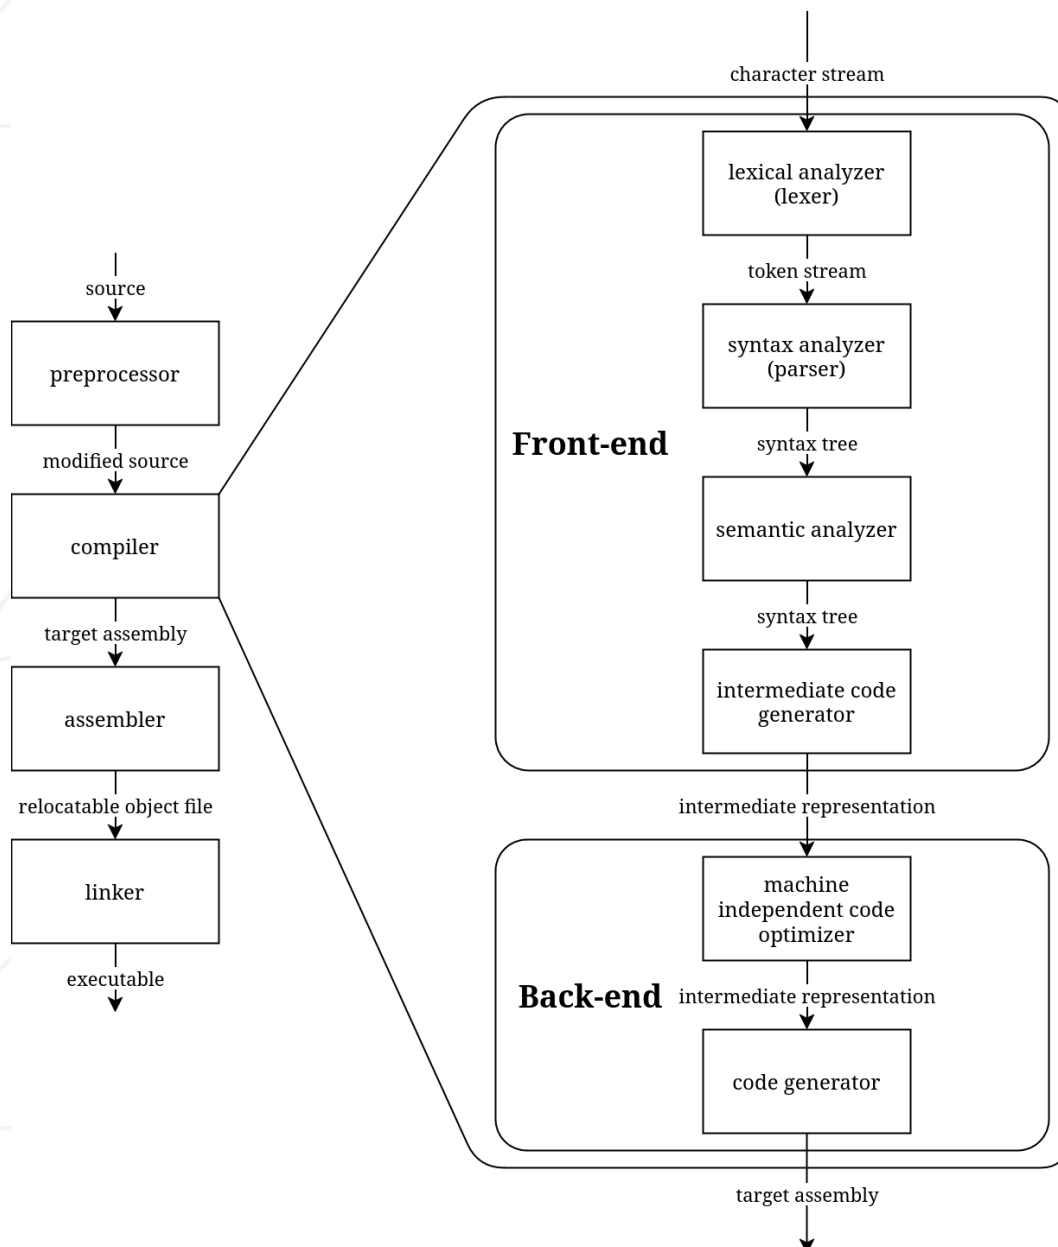 source
preprocessor
modified source
compiler
target assembly
assembler
relocatable object file
linker
executable
character stream
lexical analyzer
(lexer)
token stream
syntax analyzer
(parser)
syntax tree
Front-end
semantic analyzer
syntax tree
intermediate code
generator
intermediate representation
machine
independent code
optimizer
Back-end
intermediate representation
code generator
target assembly